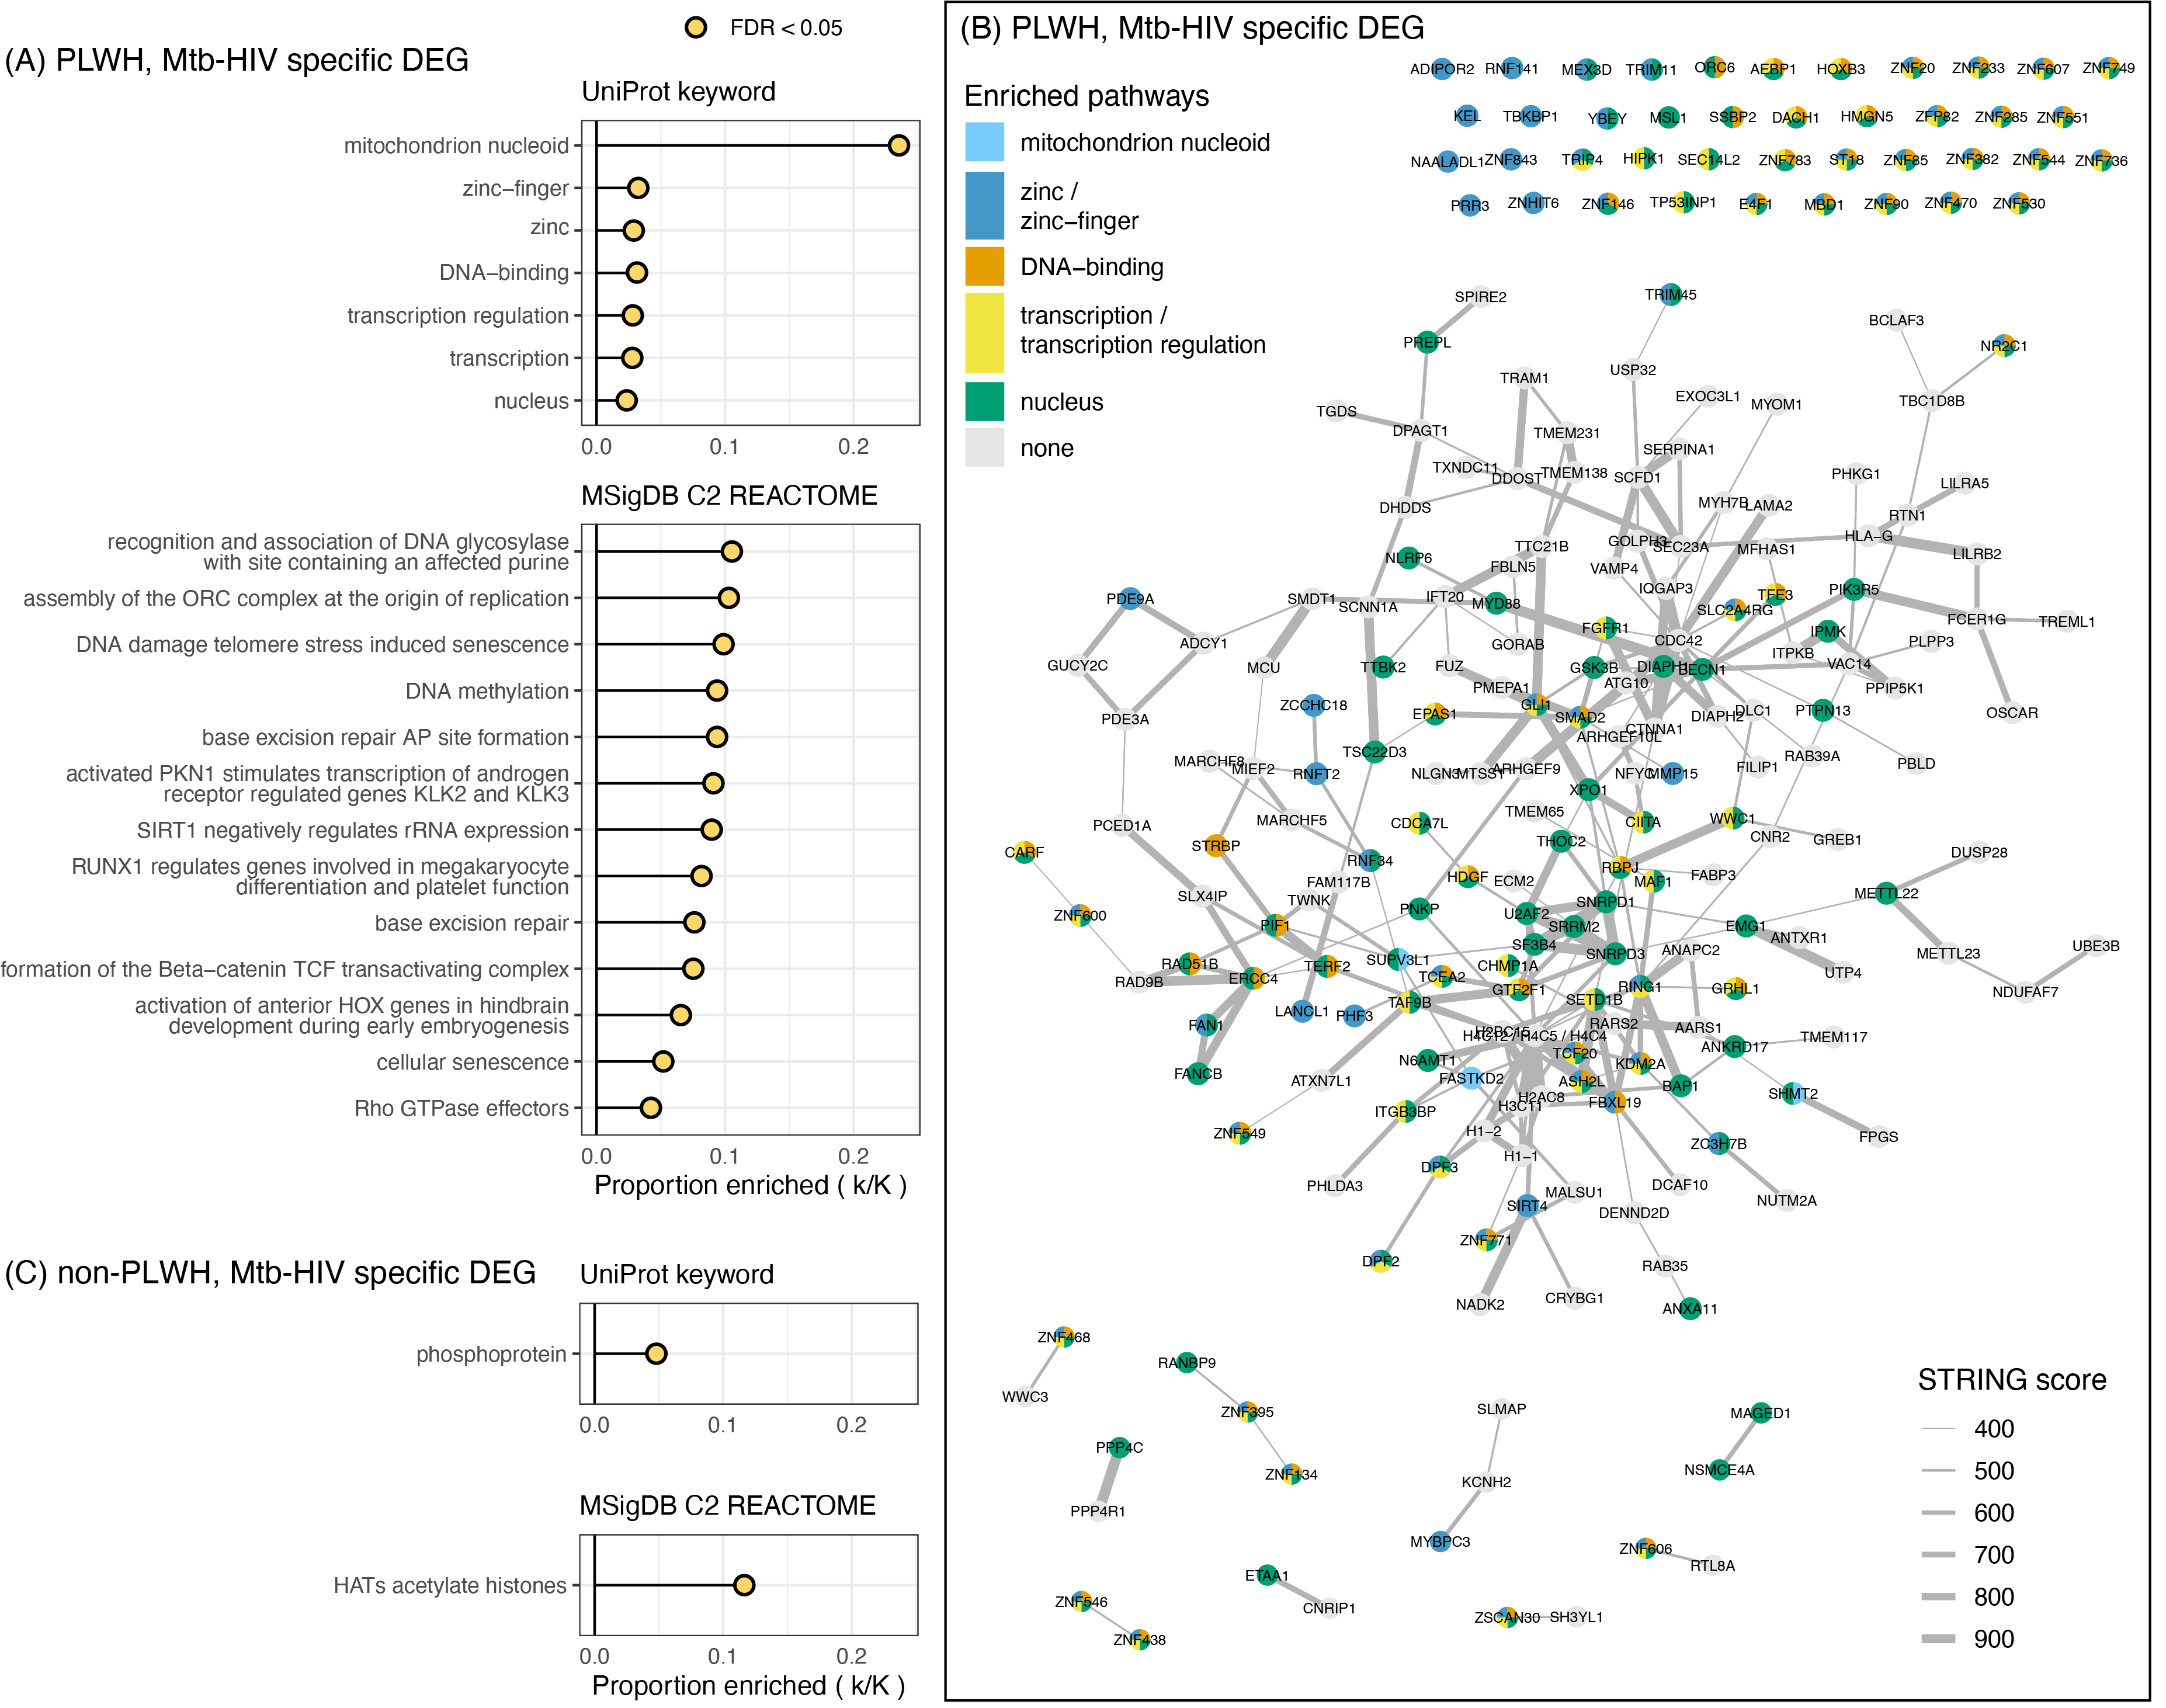 FDR < 0.05
(A) PLWH, Mtb-HIV specific DEG
UniProt keyword
mitochondrion nucleoid
zinc−finger
zinc
DNA−binding
transcription regulation
transcription
nucleus
0.0 0.1 0.2
MSigDB C2 REACTOME
recognition and association of DNA glycosylase
with site containing an affected purine
assembly of the ORC complex at the origin of replication
DNA damage telomere stress induced senescence
DNA methylation
base excision repair AP site formation
activated PKN1 stimulates transcription of androgen
receptor regulated genes KLK2 and KLK3
SIRT1 negatively regulates rRNA expression
RUNX1 regulates genes involved in megakaryocyte
differentiation and platelet function
base excision repair
formation of the Beta−catenin TCF transactivating complex
activation of anterior HOX genes in hindbrain
development during early embryogenesis
cellular senescence
Rho GTPase effectors
0.0 0.1 0.2
Proportion enriched ( k/K )
(C) non-PLWH, Mtb-HIV specific DEG
UniProt keyword
phosphoprotein
0.0 0.1 0.2
MSigDB C2 REACTOME
HATs acetylate histones
0.0 0.1 0.2
Proportion enriched ( k/K )
(B) PLWH, Mtb-HIV specific DEG
Enriched pathways
mitochondrion nucleoid
zinc /
zinc−finger
DNA−binding
transcription /
transcription regulation
nucleus
none
ADIPOR2 RNF141 MEX3D TRIM11 ORC6 AEBP1 HOXB3 ZNF20 ZNF233 ZNF607 ZNF749
KEL TBKBP1 YBEY MSL1 SSBP2 DACH1 HMGN5 ZFP82 ZNF285 ZNF551
NAALADL1 ZNF843 TRIP4 HIPK1 SEC14L2 ZNF783 ST18 ZNF85 ZNF382 ZNF544 ZNF736
PRR3 ZNHIT6 ZNF146 TP53INP1 E4F1 MBD1 ZNF90 ZNF470 ZNF530
SPIRE2 TRIM45
BCLAF3
PREPL NR2C1
TRAM1 USP32
EXOC3L1 MYOM1 TBC1D8B
TGDS
DPAGT1 TMEM231
SERPINA1
TXNDC11 DDOST TMEM138 SCFD1 PHKG1
LILRA5
DHDDS MYH7B LAMA2
RTN1
TTC21B GOLPH3 SEC23A MFHAS1 HLA−G
NLRP6 FBLN5 VAMP4 LILRB2
PDE9A SMDT1 SCNN1A IFT20 MYD88 IQGAP3 SLC2A4RG TFE3 PIK3R5
FCER1G TREML1
ADCY1 GORAB FGFR1 CDC42 ITPKB IPMK PLPP3
GUCY2C MCU TTBK2 FUZ GSK3B DIAPH1 BECN1 VAC14
PMEPA1 ATG10 PPIP5K1
PDE3A ZCCHC18 EPAS1 GLI1 SMAD2 DIAPH2 DLC1 PTPN13 OSCAR
ARHGEF10L CTNNA1
MARCHF8 MIEF2 RNFT2 TSC22D3 NLGN3 MTSS1 ARHGEF9 NFYC MMP15 FILIP1 RAB39A PBLD
XPO1
PCED1A MARCHF5 CDCA7L TMEM65 CIITA WWC1
CARF STRBP RNF34 THOC2 CNR2 GREB1
DUSP28
FAM117B HDGF ECM2 RBPJ MAF1 FABP3
SLX4IP TWNK METTL22
ZNF600 PIF1 PNKP U2AF2 SNRPD1
SRRM2 EMG1 ANTXR1
SF3B4 SNRPD3 ANAPC2 METTL23 UBE3B
RAD51B TERF2 SUPV3L1 CHMP1A UTP4
RAD9B ERCC4 TCEA2 GTF2F1 RING1 GRHL1 NDUFAF7
TAF9B SETD1B
FAN1 LANCL1 PHF3 H2BC15 RARS2 AARS1
H4C12 / H4C5 / H4C4 TMEM117
N6AMT1 TCF20 KDM2A ANKRD17
FANCB ATXN7L1 FASTKD2 ASH2L BAP1 SHMT2
H2AC8
ITGB3BP H3C11 FBXL19
ZNF549 H1−2 ZC3H7B FPGS
H1−1
DPF3
PHLDA3 MALSU1 DCAF10
SIRT4 DENND2D NUTM2A
ZNF771
DPF2 RAB35
NADK2 CRYBG1 ANXA11
ZNF468
RANBP9
WWC3
ZNF395 SLMAP MAGED1
PPP4C
ZNF134 KCNH2 NSMCE4A
PPP4R1
MYBPC3
ZNF606 RTL8A
ETAA1
ZNF546 CNRIP1 ZSCAN30 SH3YL1
ZNF438
STRING score
400
500
600
700
800
900